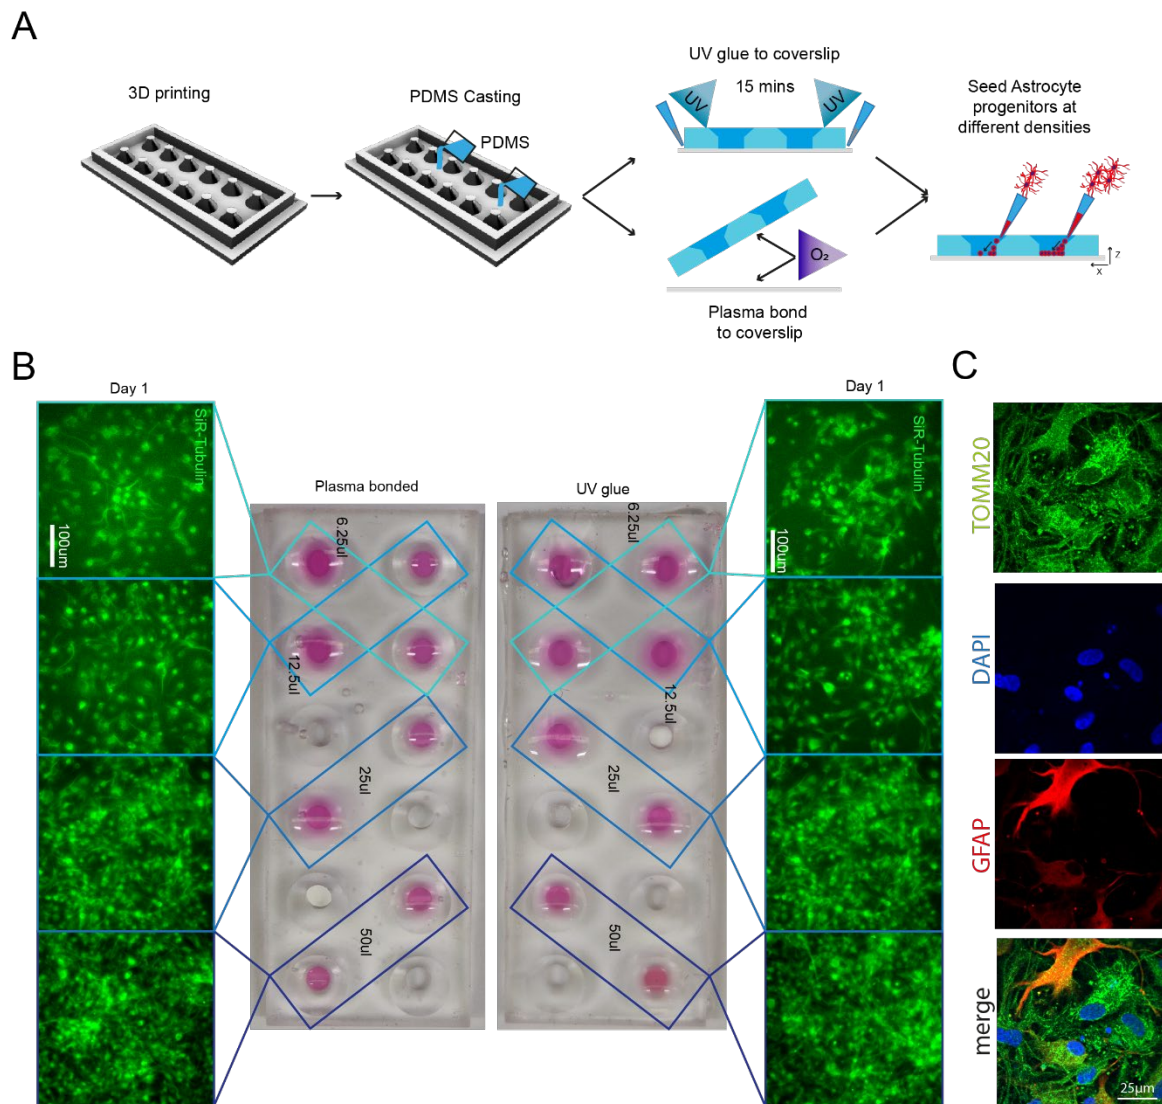 A
3D printing
PDMS Casting
PDMS
UV glue to coverslip
15 mins
UV
UV
O₂
Plasma bond
to coverslip
Seed Astrocyte
progenitors at
different densities
z
x
B
Day 1
SiR-Tubulin
100um
Plasma bonded
6.25ul
12.5ul
25ul
50ul
UV glue
6.25ul
12.5ul
25ul
50ul
Day 1
SiR-Tubulin
100um
C
TOMM20
DAPI
GFAP
merge
25µm